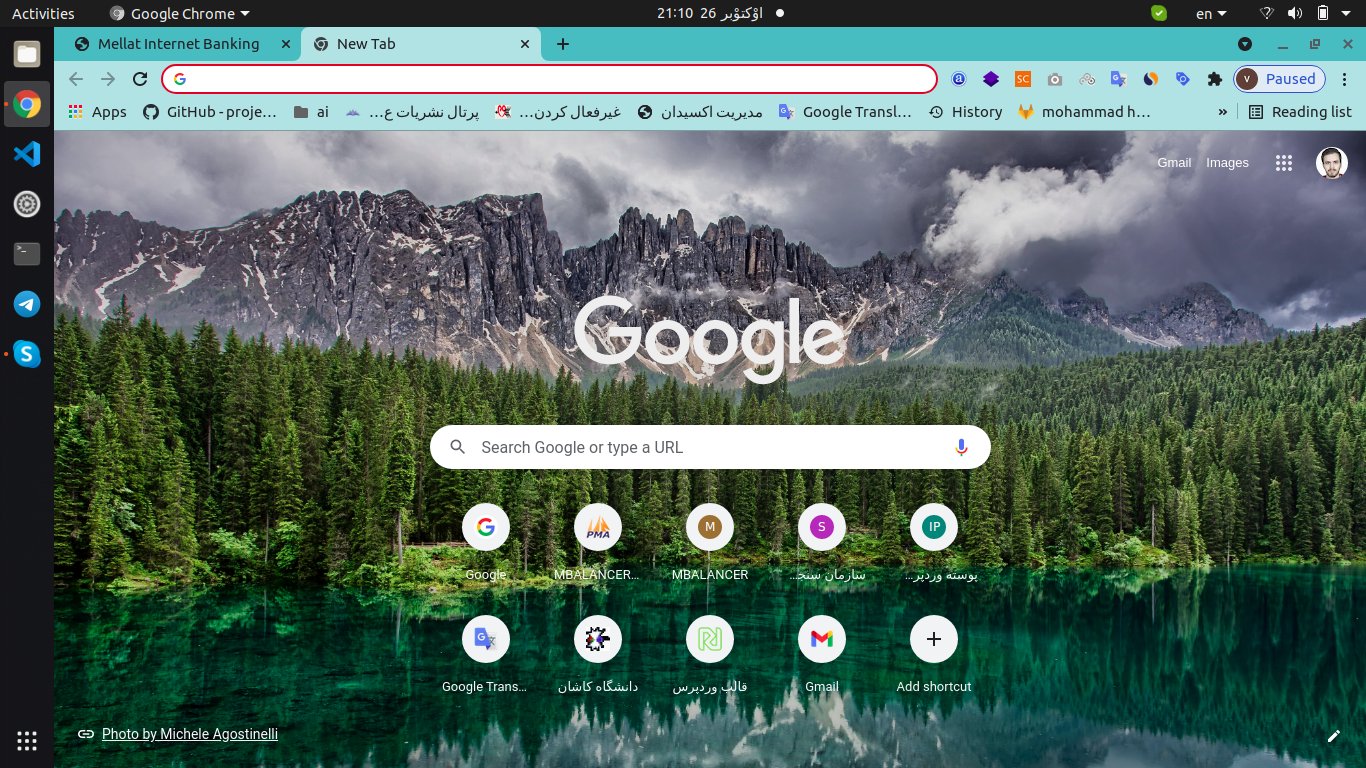 Activities Google Chrome 21:10 26 اوْکتوْبر en
Mellat Internet Banking New Tab
Paused
Apps GitHub - proje… ai پرتال نشریات ع… غیرفعال کردن… مدیریت اکسیدان Google Transl… History mohammad h… » Reading list
Gmail Images
Google
Search Google or type a URL
Google MBALANCER… MBALANCER سازمان سنج… پوسته وردپر…
Google Trans… دانشگاه کاشان قالب وردپرس Gmail Add shortcut
Photo by Michele Agostinelli